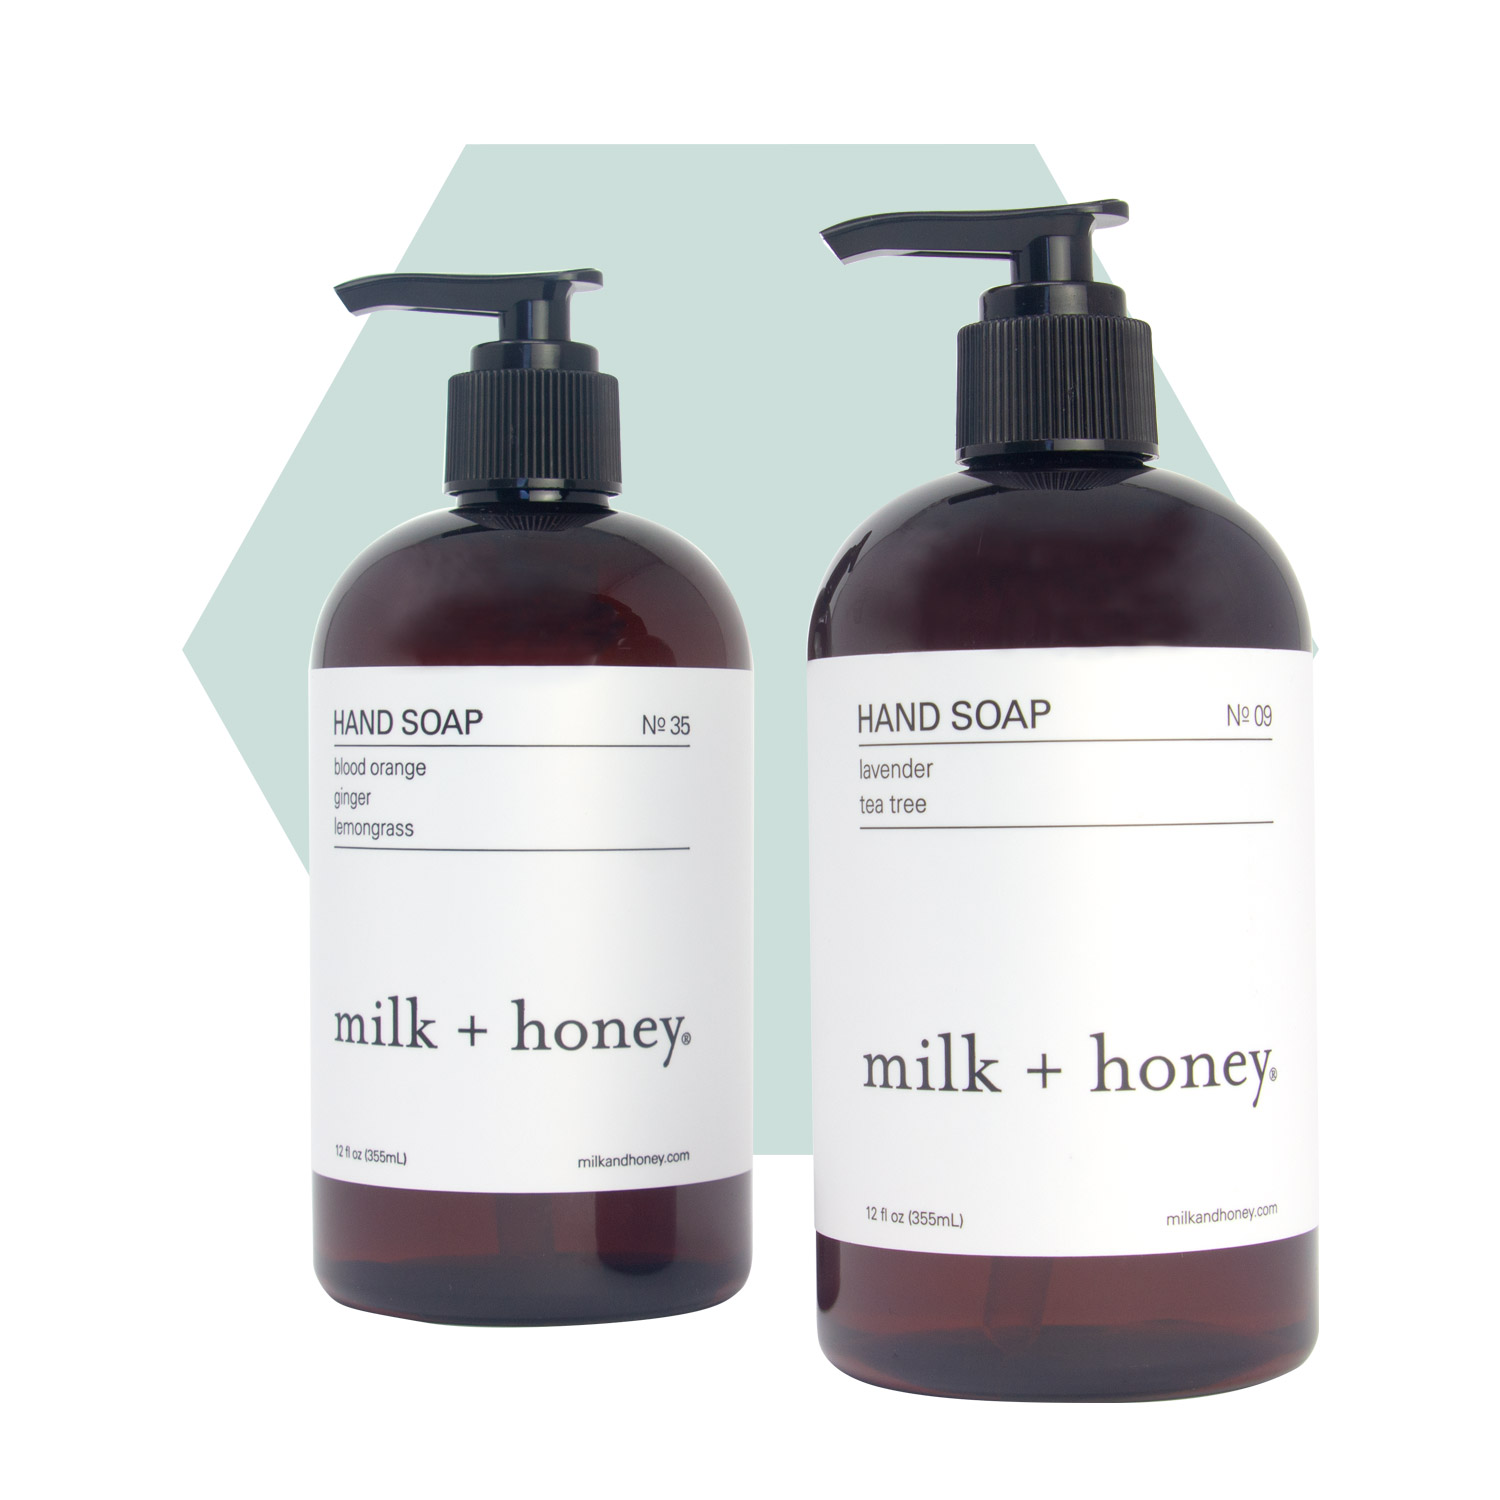 HAND SOAP Nº 35
blood orange
ginger
lemongrass
milk + honey®
12 fl oz (355mL) milkandhoney.com
HAND SOAP Nº 09
lavender
tea tree
milk + honey®
12 fl oz (355mL) milkandhoney.com